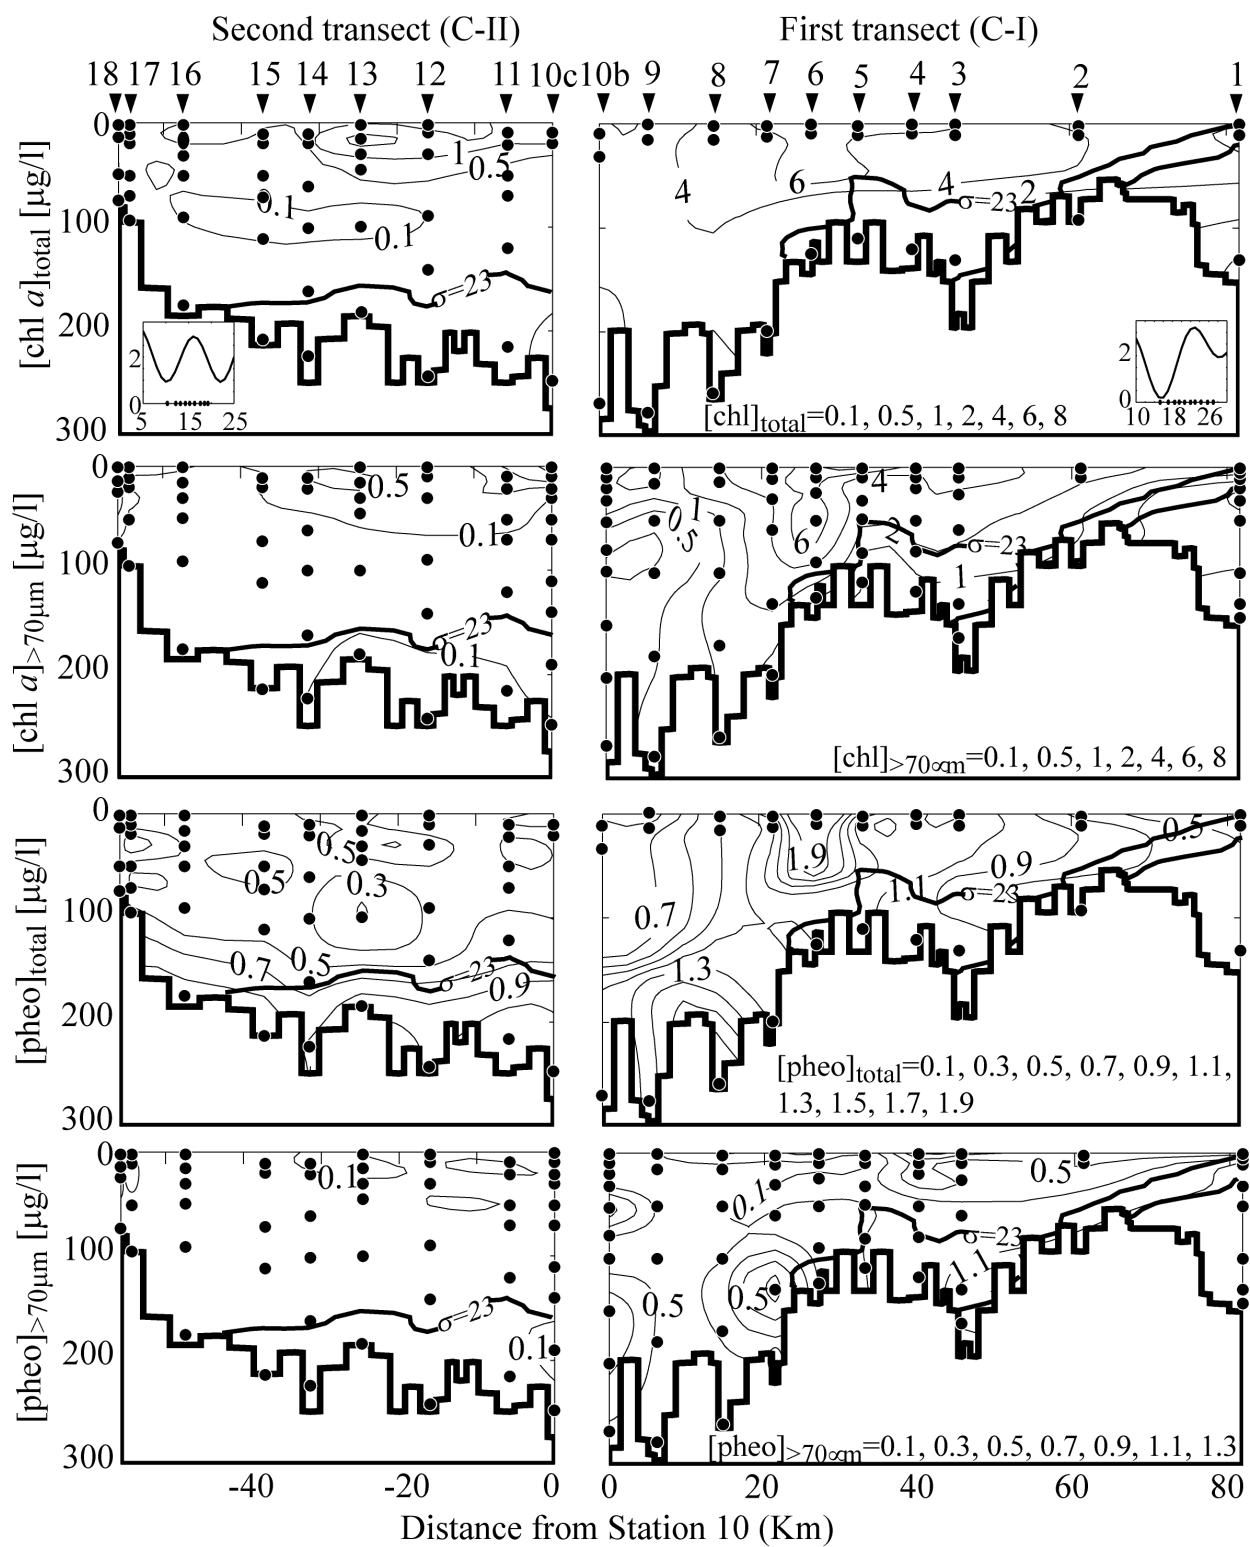 Second transect (C-II) First transect (C-I)
18 17 16 15 14 13 12 11 10c 10b 9 8 7 6 5 4 3 2 1
[chl a]total [µg/l]
0
100
200
300
1
0.5
0.1
0.1
σ=23
2
0
5 15 25
4
6
4
2
σ=23
2
0
10 18 26
[chl]total=0.1, 0.5, 1, 2, 4, 6, 8
[chl a]>70µm [µg/l]
0
100
200
300
0.5
0.1
σ=23
0.1
0.1
0.5
6
4
2
σ=23
1
[chl]>70∝m=0.1, 0.5, 1, 2, 4, 6, 8
[pheo]total [µg/l]
0
100
200
300
0.5
0.5
0.3
0.7
0.5
σ=23
0.9
0.7
1.3
1.9
1.1
0.9
0.5
σ=23
[pheo]total=0.1, 0.3, 0.5, 0.7, 0.9, 1.1,
1.3, 1.5, 1.7, 1.9
[pheo]>70µm [µg/l]
0
100
200
300
0.1
σ=23
0.1
0.1
0.5
0.5
0.5
σ=23
1.1
[pheo]>70∝m=0.1, 0.3, 0.5, 0.7, 0.9, 1.1, 1.3
-40 -20 0 0 20 40 60 80
Distance from Station 10 (Km)